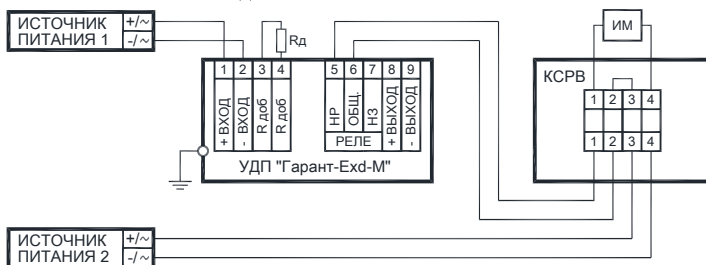 ИСТОЧНИК ПИТАНИЯ 1
+/~
-/~
Rд
ИМ
1 2 3 4 5 6 7 8 9
+ ВХОД
- ВХОД
R доб
R доб
НР
ОБЩ.
НЗ
РЕЛЕ
+ ВЫХОД
- ВЫХОД
УДП "Гарант-Exd-М"
КСРВ
1 2 3 4
1 2 3 4
ИСТОЧНИК ПИТАНИЯ 2
+/~
-/~